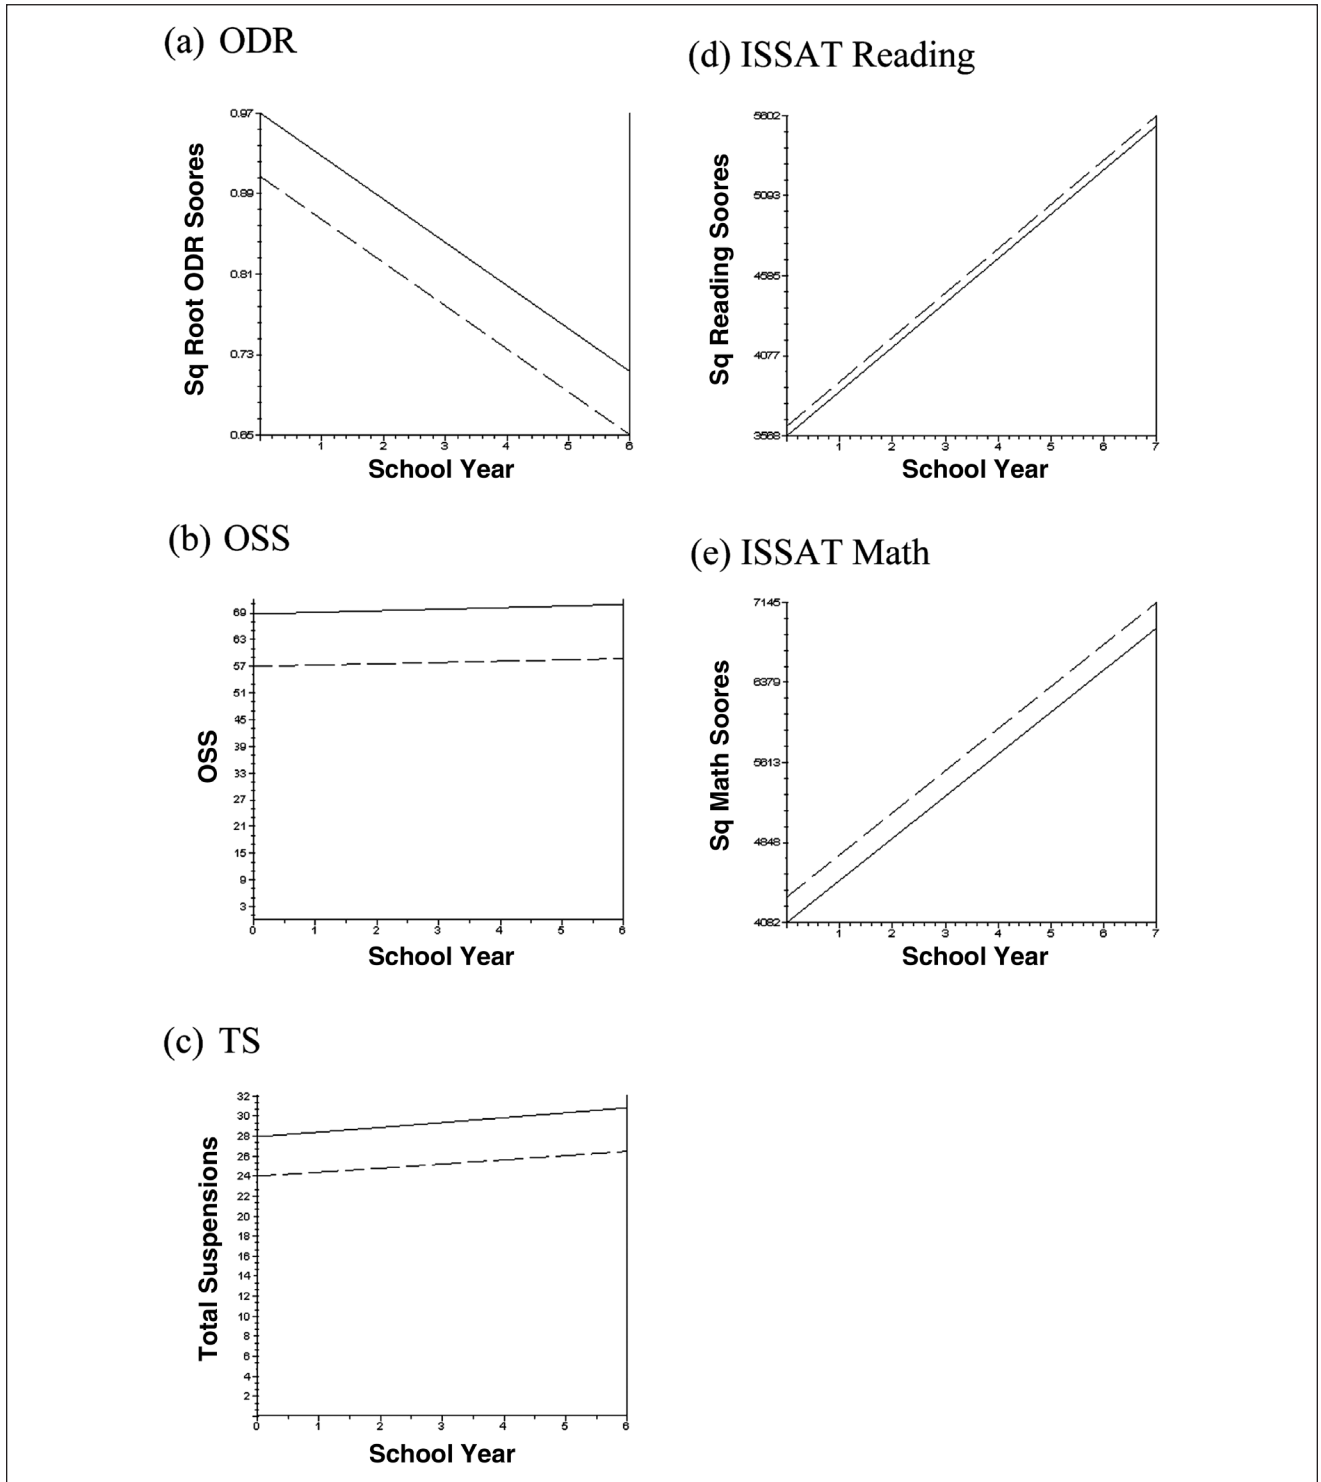 (a) ODR
Sq Root ODR Soores
0.97
0.89
0.81
0.73
0.65
1 2 3 4 5 6
School Year
(d) ISSAT Reading
Sq Reading Soores
5602
5093
4585
4077
3568
1 2 3 4 5 6 7
School Year
(b) OSS
OSS
69
63
57
51
45
39
33
27
21
15
9
3
0 1 2 3 4 5 6
School Year
(e) ISSAT Math
Sq Math Soores
7145
6379
5613
4848
4082
1 2 3 4 5 6 7
School Year
(c) TS
Total Suspensions
32
30
28
26
24
22
20
18
16
14
12
10
8
6
4
2
0 1 2 3 4 5 6
School Year